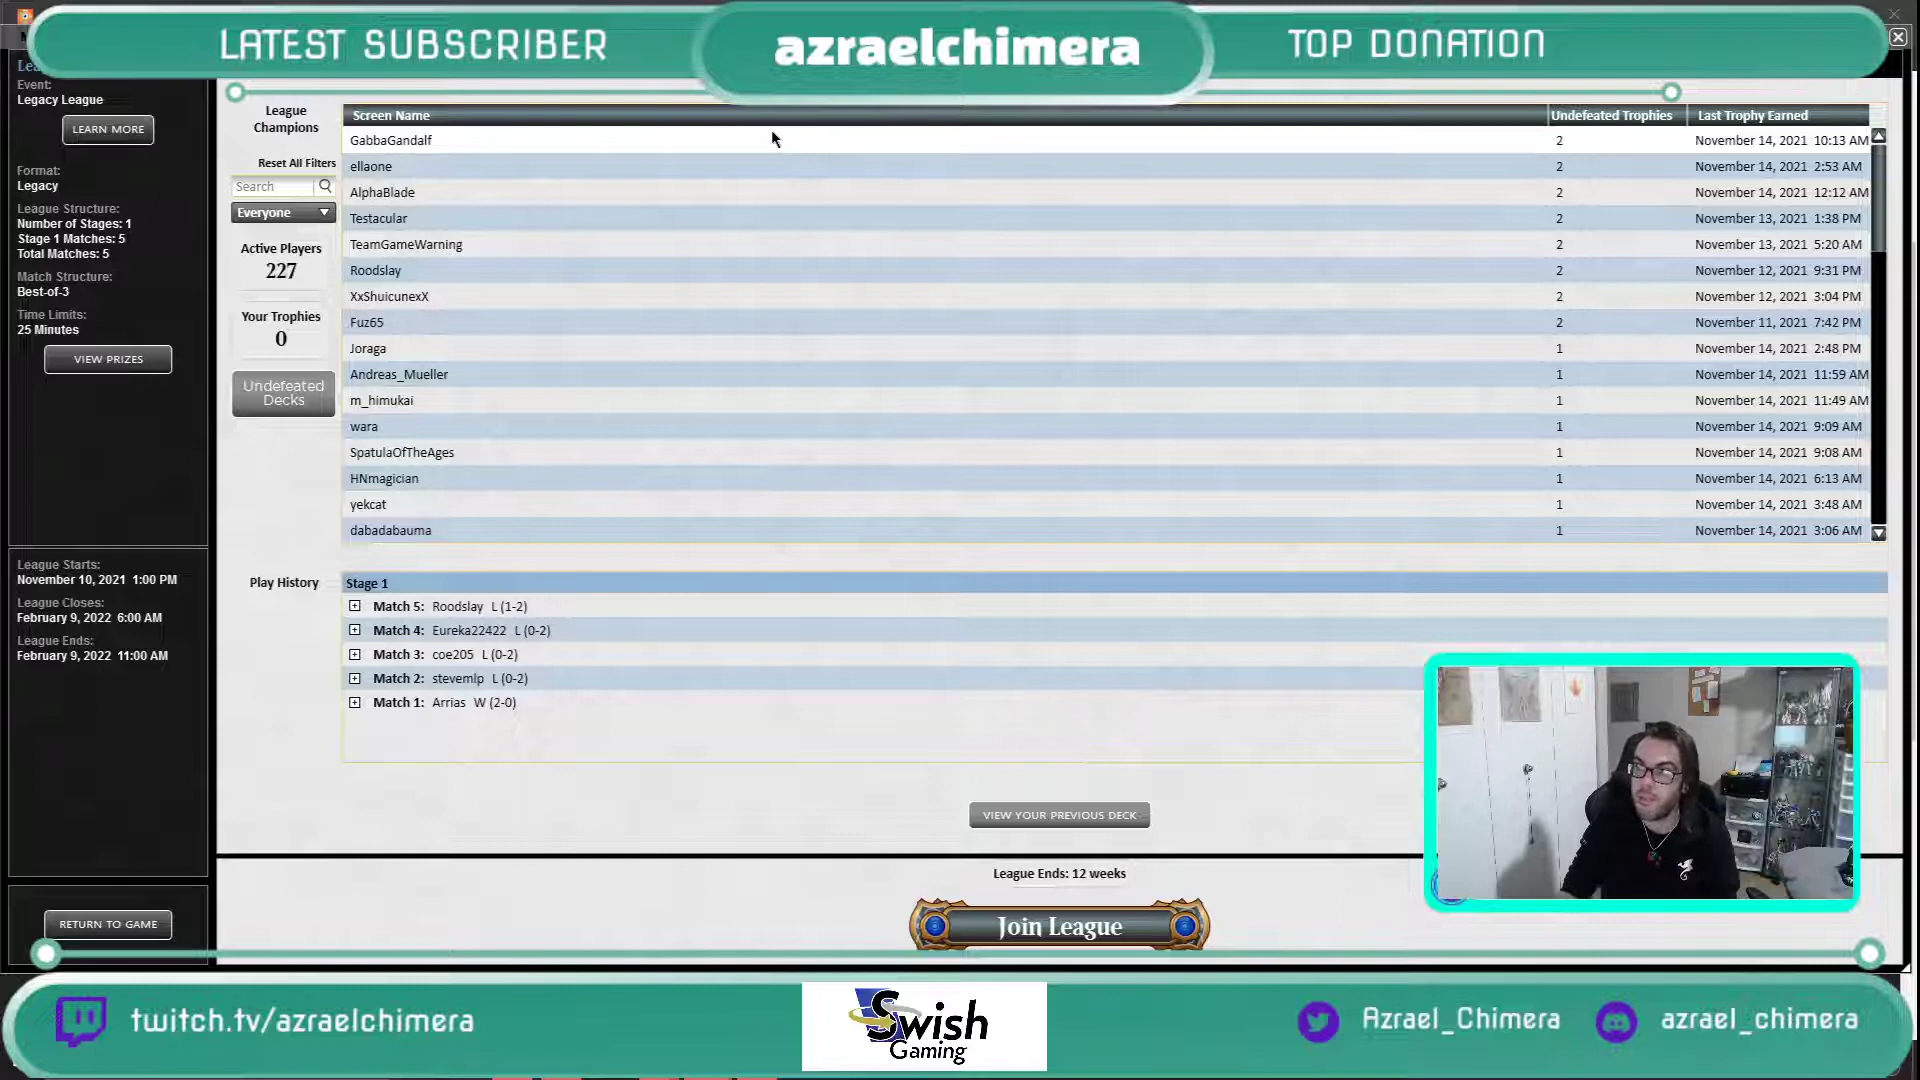 LATEST SUBSCRIBER
azraelchimera
TOP DONATION
Event:
Legacy League
LEARN MORE
Format:
Legacy
League Structure:
Number of Stages: 1
Stage 1 Matches: 5
Total Matches: 5
Match Structure:
Best-of-3
Time Limits:
25 Minutes
VIEW PRIZES
League Starts:
November 10, 2021 1:00 PM
League Closes:
February 9, 2022 6:00 AM
League Ends:
February 9, 2022 11:00 AM
RETURN TO GAME
League
Champions
Reset All Filters
Search
Everyone
Active Players
227
Your Trophies
0
Undefeated
Decks
Screen Name Undefeated Trophies Last Trophy Earned
GabbaGandalf 2 November 14, 2021 10:13 AM
ellaone 2 November 14, 2021 2:53 AM
AlphaBlade 2 November 14, 2021 12:12 AM
Testacular 2 November 13, 2021 1:38 PM
TeamGameWarning 2 November 13, 2021 5:20 AM
Roodslay 2 November 12, 2021 9:31 PM
XxShuicunexX 2 November 12, 2021 3:04 PM
Fuz65 2 November 11, 2021 7:42 PM
Joraga 1 November 14, 2021 2:48 PM
Andreas_Mueller 1 November 14, 2021 11:59 AM
m_himukai 1 November 14, 2021 11:49 AM
wara 1 November 14, 2021 9:09 AM
SpatulaOfTheAges 1 November 14, 2021 9:08 AM
HNmagician 1 November 14, 2021 6:13 AM
yekcat 1 November 14, 2021 3:48 AM
dabadabauma 1 November 14, 2021 3:06 AM
Play History
Stage 1
Match 5: Roodslay L (1-2)
Match 4: Eureka22422 L (0-2)
Match 3: coe205 L (0-2)
Match 2: stevemlp L (0-2)
Match 1: Arrias W (2-0)
VIEW YOUR PREVIOUS DECK
League Ends: 12 weeks
Join League
twitch.tv/azraelchimera
Swish
Gaming
Azrael_Chimera
azrael_chimera